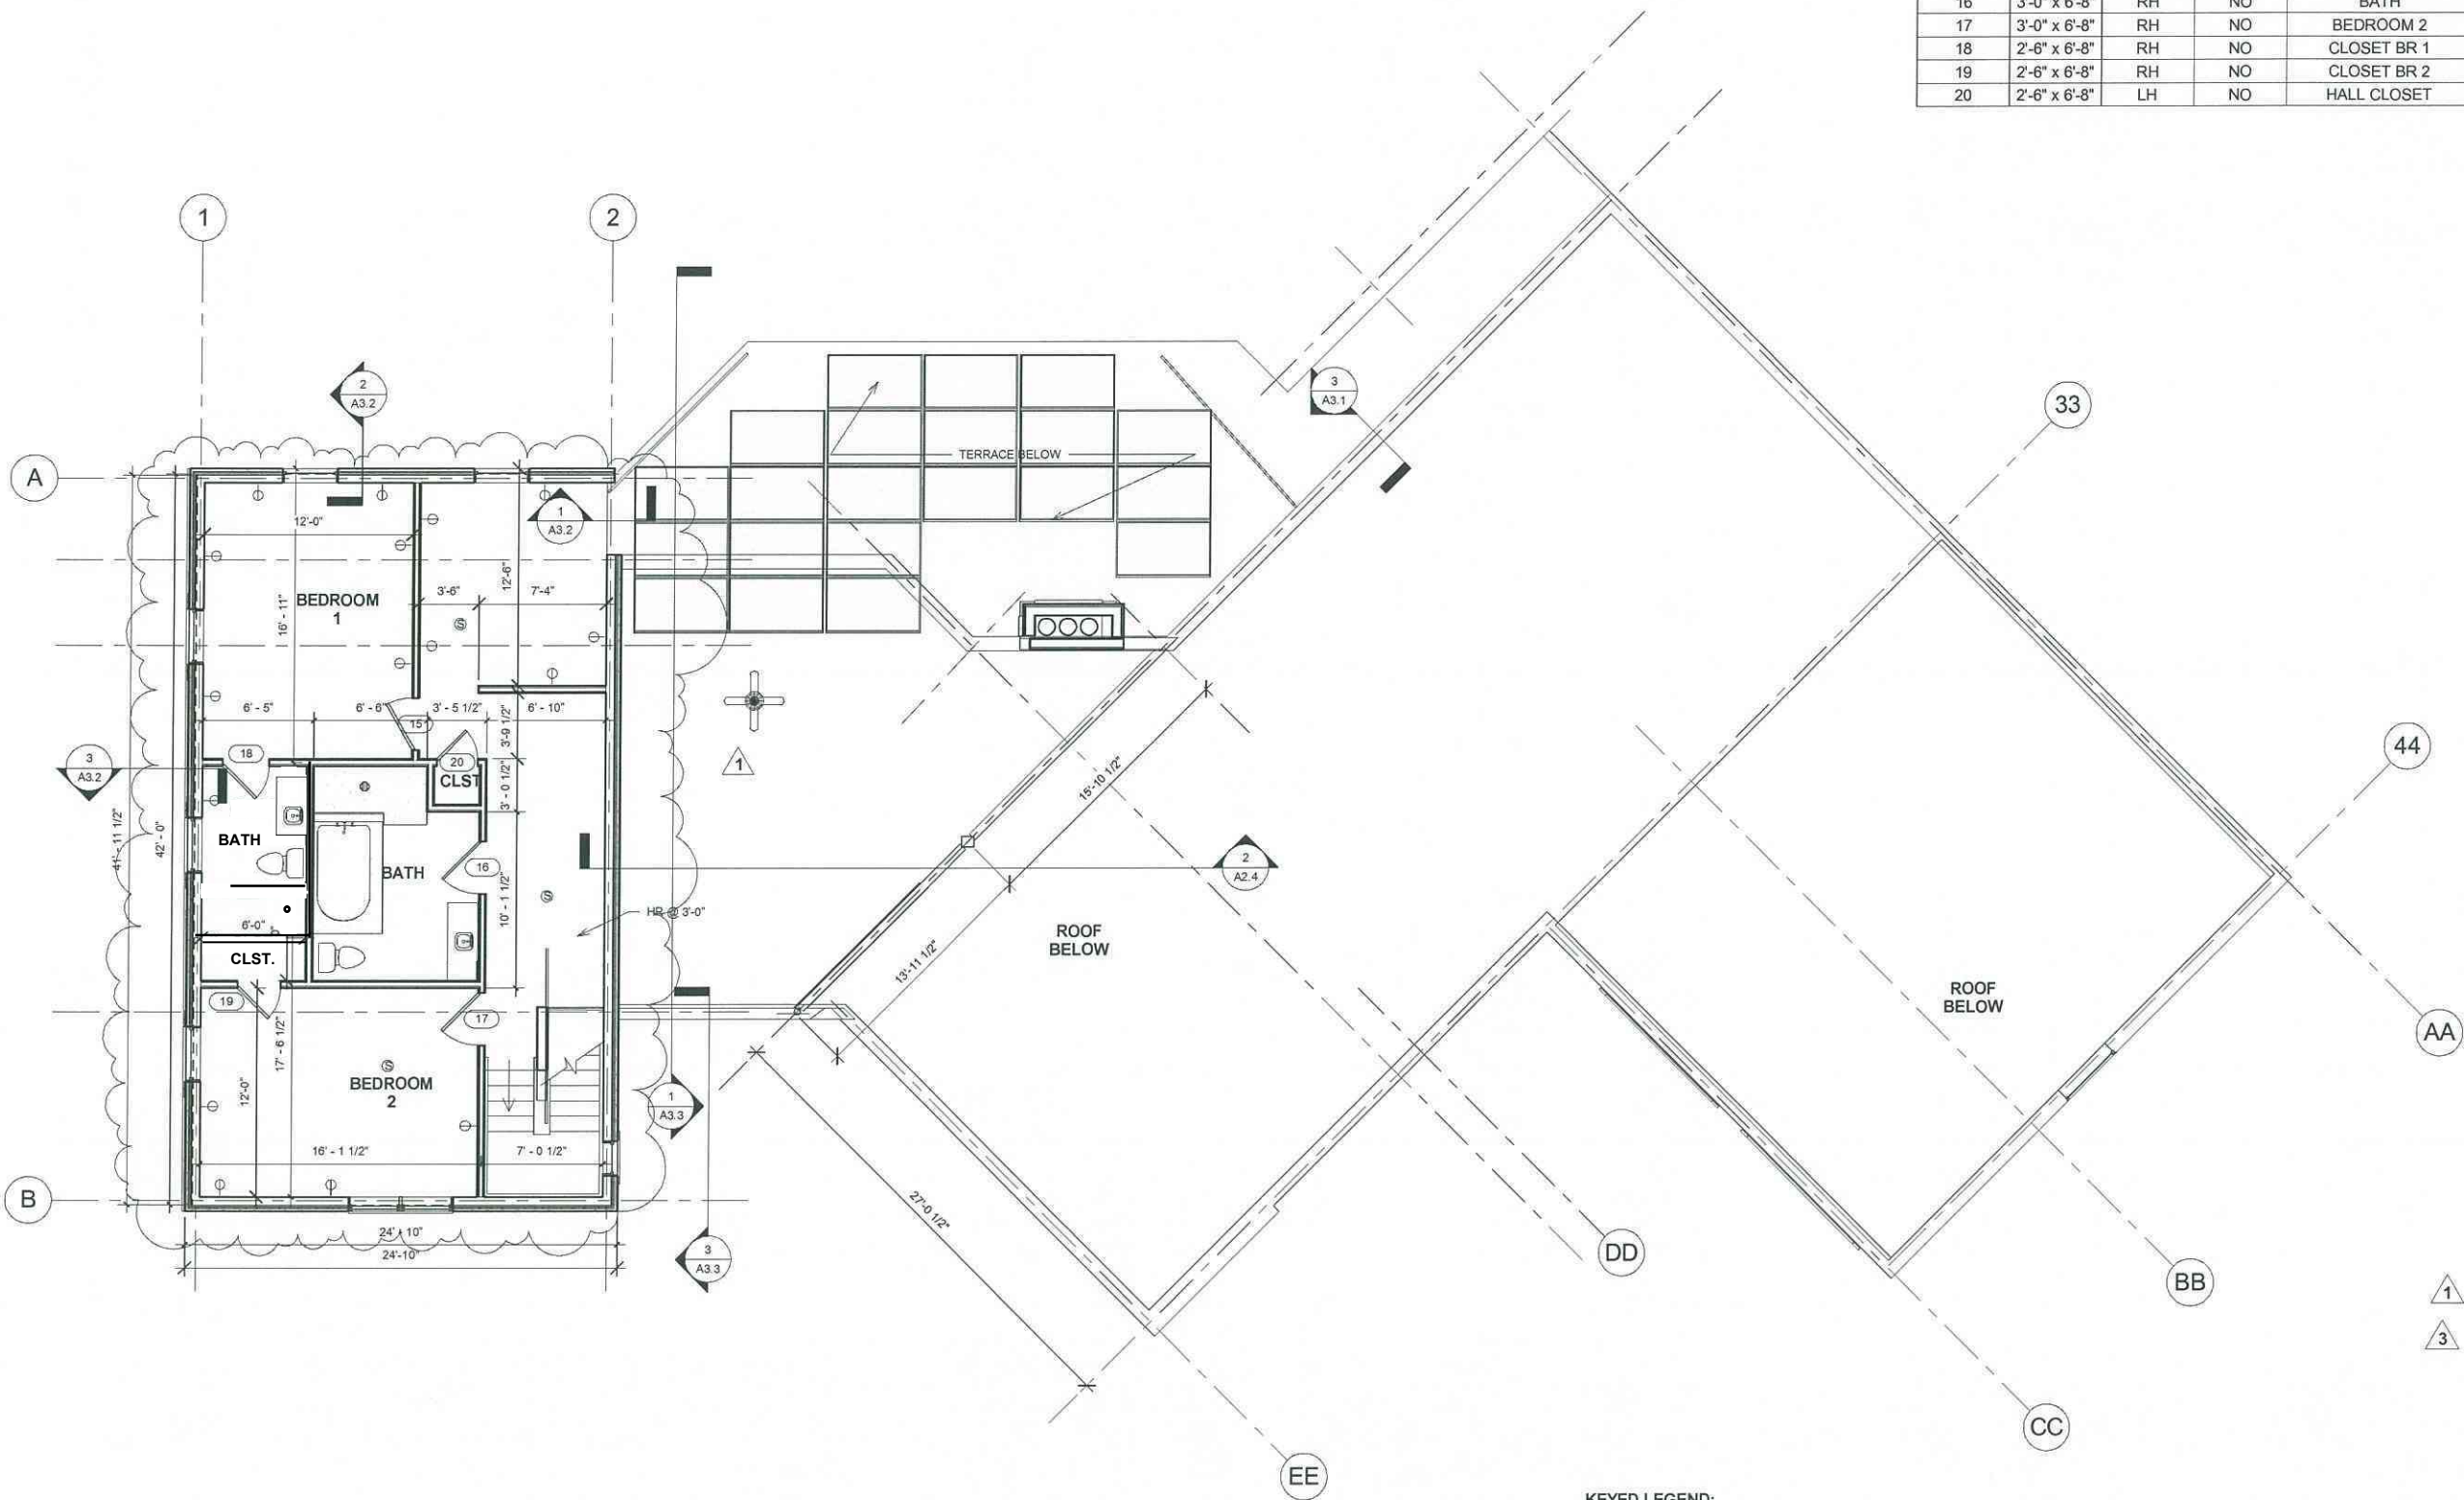 16 3'-0" x 6'-8" RH NO BATH
17 3'-0" x 6'-8" RH NO BEDROOM 2
18 2'-6" x 6'-8" RH NO CLOSET BR 1
19 2'-6" x 6'-8" RH NO CLOSET BR 2
20 2'-6" x 6'-8" LH NO HALL CLOSET
1
2
2
A3.2
3
A3.1
33
A
TERRACE BELOW
12'-0"
1
A3.2
12'-6"
3'-6"
7'-4"
BEDROOM
1
16' - 11"
S
6' - 5"
6' - 6"
3' - 5 1/2"
6' - 10"
15
3'-9 1/2"
18
20
CLST
3' - 0 1/2"
3
A3.2
1
15'-10 1/2"
44
41' - 11 1/2"
42' - 0"
BATH
BATH
16
10' - 1 1/2"
2
A2.4
S
HR @ 3'-0"
6'-0"
CLST.
ROOF
BELOW
13'-11 1/2"
19
17
ROOF
BELOW
AA
17' - 6 1/2"
12'-0"
S
BEDROOM
2
1
A3.3
16' - 1 1/2"
7' - 0 1/2"
B
27'-0 1/2"
24' - 10"
24'-10"
3
A3.3
DD
BB
1
3
CC
EE
KEYED LEGEND: